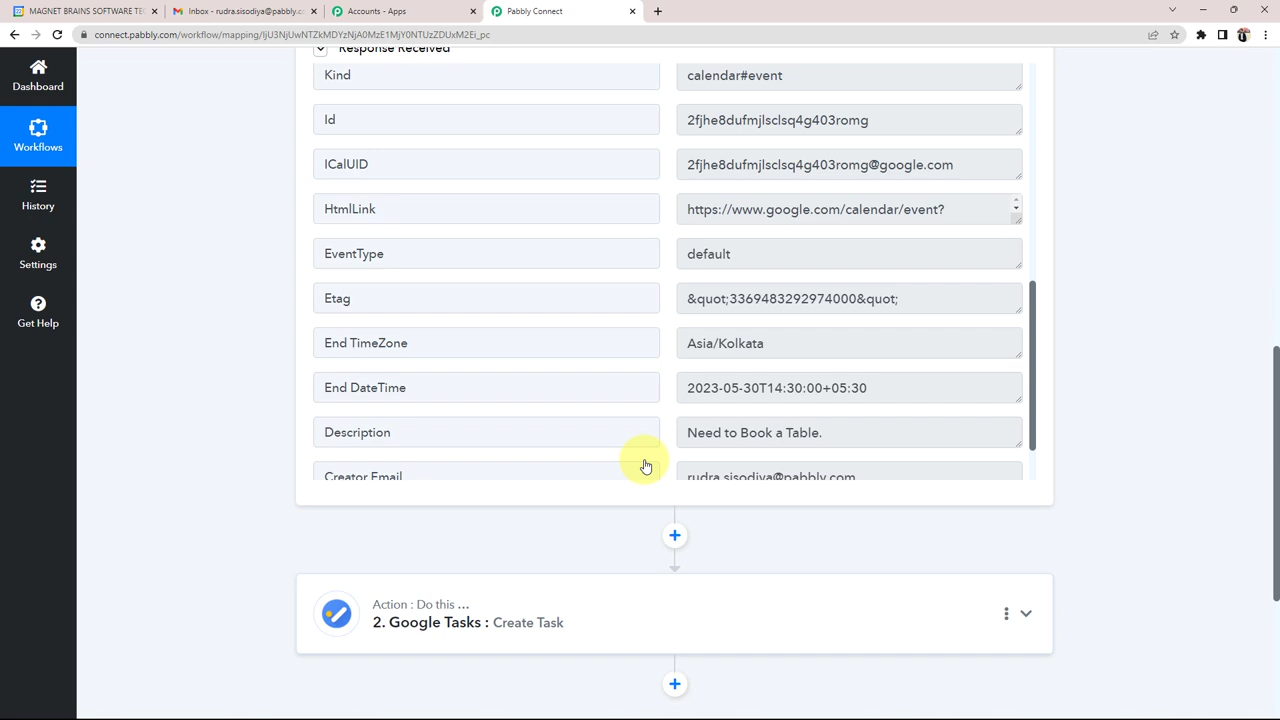 MAGNET BRAINS SOFTWARE TEC
Inbox - rudra.sisodiya@pabbly.co
Accounts - Apps
Pabbly Connect
connect.pabbly.com/workflow/mapping/IjU3NjUwNTZkMDYzNjA0MzE1MjY0NTUzZDUxM2Ei_pc
Dashboard
Workflows
History
Settings
Get Help
Response Received
Kind
calendar#event
Id
2fjhe8dufmjlsclsq4g403romg
ICalUID
2fjhe8dufmjlsclsq4g403romg@google.com
HtmlLink
https://www.google.com/calendar/event?
EventType
default
Etag
&quot;3369483292974000&quot;
End TimeZone
Asia/Kolkata
End DateTime
2023-05-30T14:30:00+05:30
Description
Need to Book a Table.
Creator Email
rudra.sisodiya@pabbly.com
Action : Do this ...
2. Google Tasks : Create Task